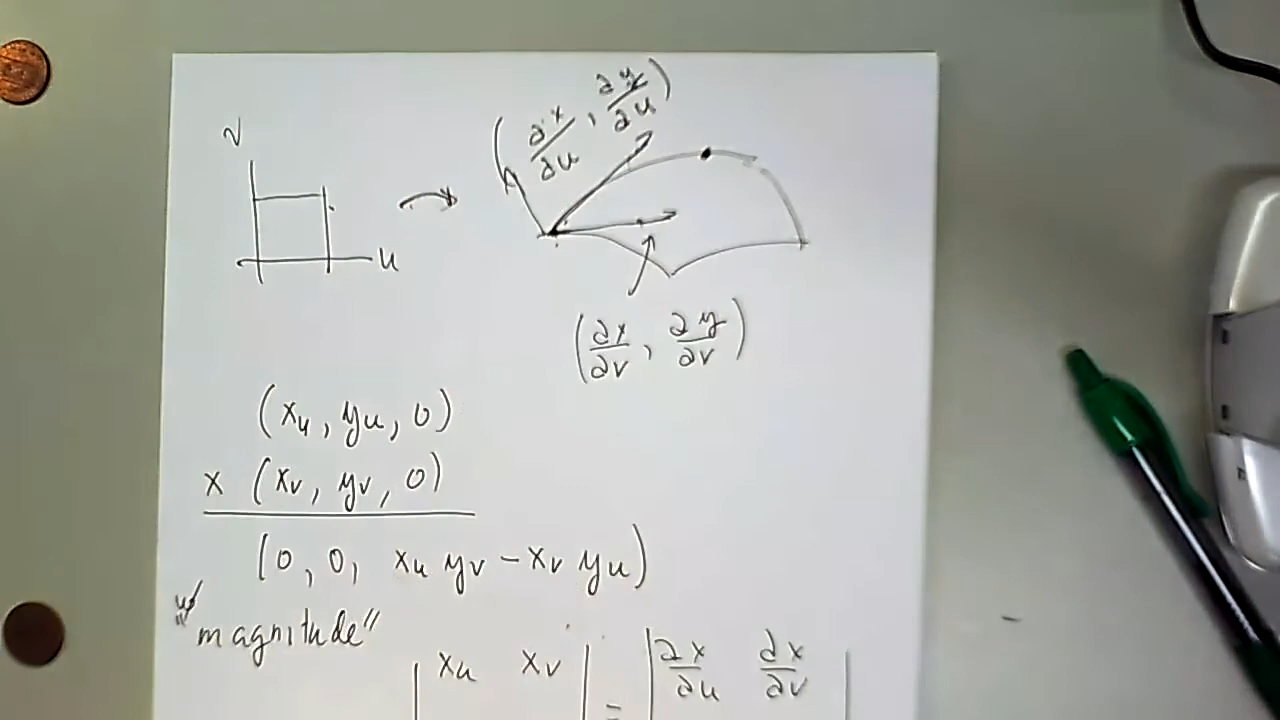 v
(∂x/∂u, ∂y/∂u)
u
(∂x/∂v, ∂y/∂v)
(xu, yu, 0)
x (xv, yv, 0)
(0, 0, xu yv - xv yu)
w/
"magnitude"
| xu xv | = | ∂x/∂u ∂x/∂v |